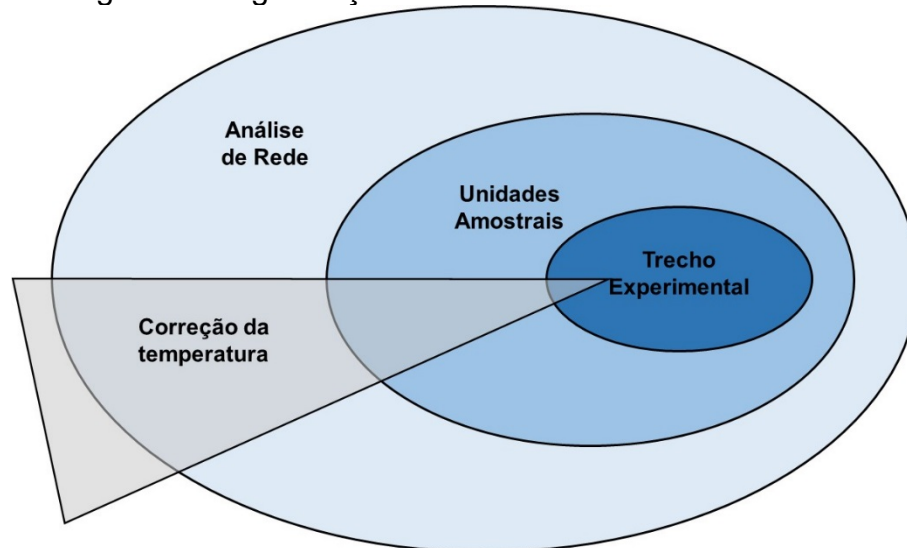 Análise
de Rede
Unidades
Amostrais
Trecho
Experimental
Correção da
temperatura